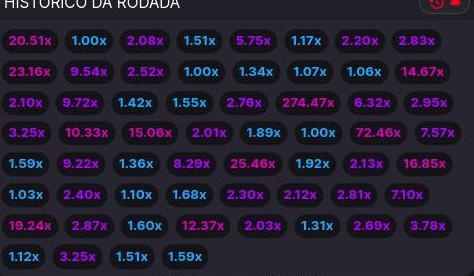 HISTÓRICO DA RODADA
20.51x 1.00x 2.08x 1.51x 5.75x 1.17x 2.20x 2.83x
23.16x 9.54x 2.52x 1.00x 1.34x 1.07x 1.06x 14.67x
2.10x 9.72x 1.42x 1.55x 2.76x 274.47x 6.32x 2.95x
3.25x 10.33x 15.06x 2.01x 1.89x 1.00x 72.46x 7.57x
1.59x 9.22x 1.36x 8.29x 25.46x 1.92x 2.13x 16.85x
1.03x 2.40x 1.10x 1.68x 2.30x 2.12x 2.81x 7.10x
19.24x 2.87x 1.60x 12.37x 2.03x 1.31x 2.69x 3.78x
1.12x 3.25x 1.51x 1.59x